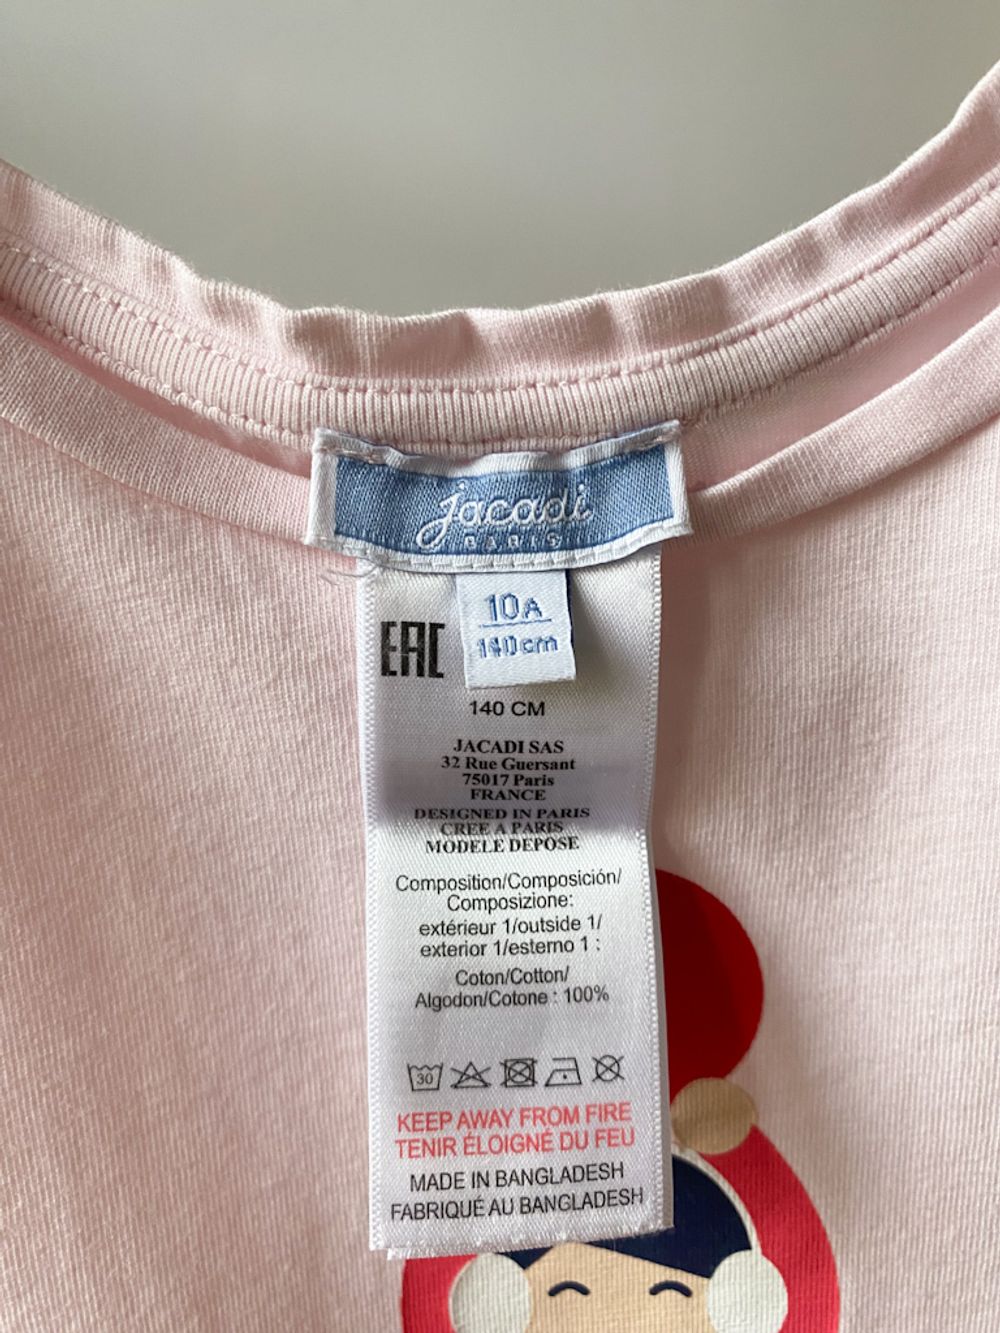 jacadi
PARIS
10A
140cm
EAC
140 CM
JACADI SAS
32 Rue Guersant
75017 Paris
FRANCE
DESIGNED IN PARIS
CREE A PARIS
MODELE DEPOSE
Composition/Composición/
Composizione:
extérieur 1/outside 1/
exterior 1/esterno 1 :
Coton/Cotton/
Algodon/Cotone : 100%
30
KEEP AWAY FROM FIRE
TENIR ÉLOIGNÉ DU FEU
MADE IN BANGLADESH
FABRIQUÉ AU BANGLADESH